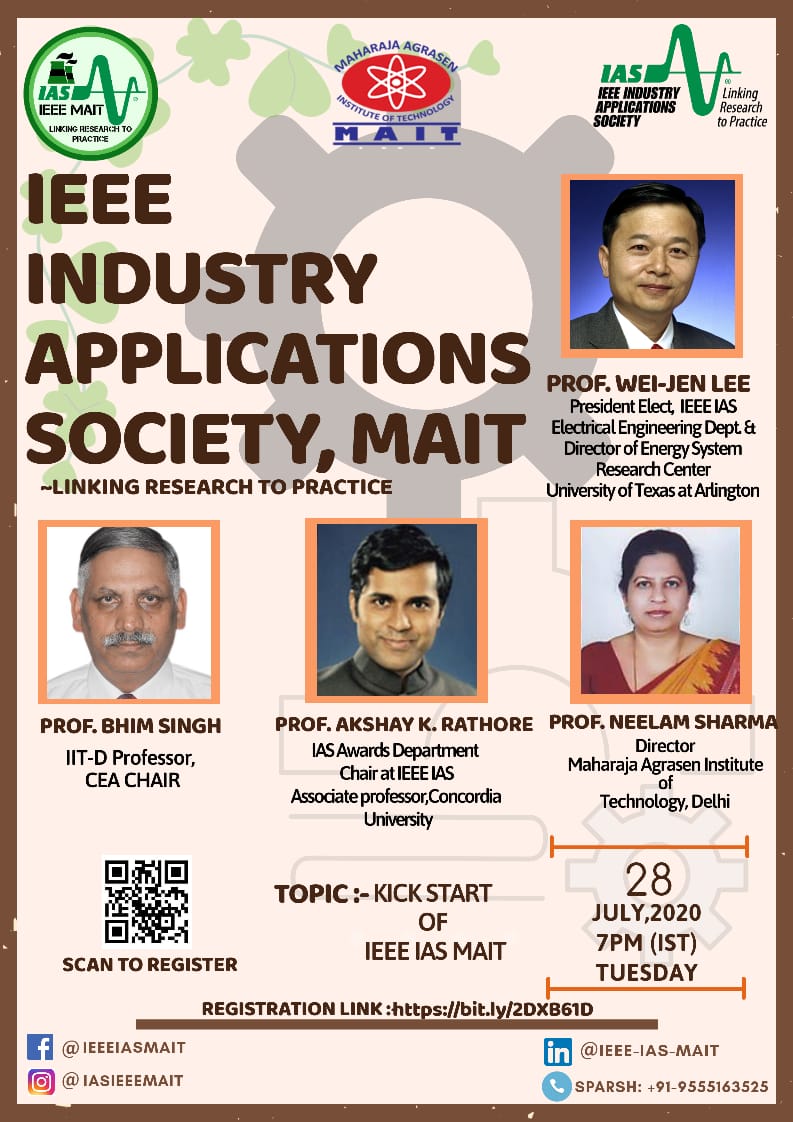 IAS
IEEE MAIT
LINKING RESEARCH TO
PRACTICE
MAHARAJA AGRASEN
INSTITUTE OF TECHNOLOGY
MAIT
IAS
IEEE INDUSTRY
APPLICATIONS
SOCIETY
®
Linking
Research
to Practice
IEEE
INDUSTRY
APPLICATIONS
SOCIETY, MAIT
~LINKING RESEARCH TO PRACTICE
PROF. WEI-JEN LEE
President Elect, IEEE IAS
Electrical Engineering Dept. &
Director of Energy System
Research Center
University of Texas at Arlington
PROF. BHIM SINGH
IIT-D Professor,
CEA CHAIR
PROF. AKSHAY K. RATHORE
IAS Awards Department
Chair at IEEE IAS
Associate professor,Concordia
University
PROF. NEELAM SHARMA
Director
Maharaja Agrasen Institute
of
Technology, Delhi
SCAN TO REGISTER
TOPIC :- KICK START
OF
IEEE IAS MAIT
28
JULY,2020
7PM (IST)
TUESDAY
REGISTRATION LINK :https://bit.ly/2DXB61D
@IEEEIASMAIT
@IASIEEEMAIT
@IEEE-IAS-MAIT
SPARSH: +91-9555163525